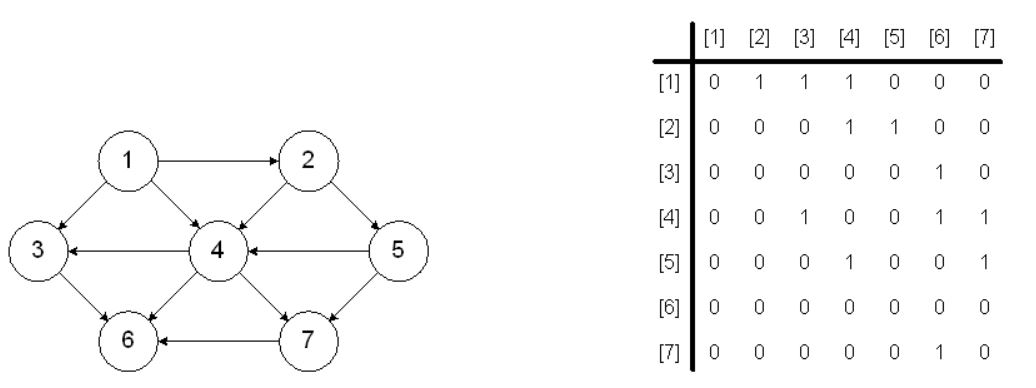 1 2
3 4 5
6 7
[1] [2] [3] [4] [5] [6] [7]
[1] 0 1 1 1 0 0 0
[2] 0 0 0 1 1 0 0
[3] 0 0 0 0 0 1 0
[4] 0 0 1 0 0 1 1
[5] 0 0 0 1 0 0 1
[6] 0 0 0 0 0 0 0
[7] 0 0 0 0 0 1 0